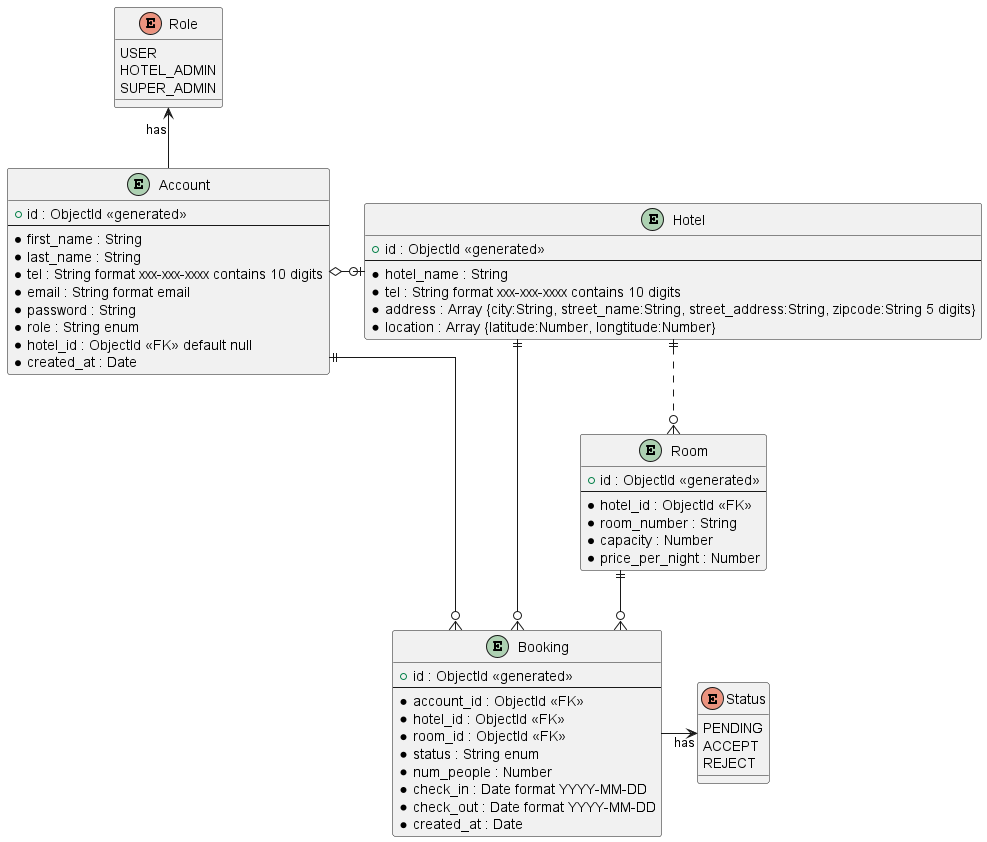 E Role
USER
HOTEL_ADMIN
SUPER_ADMIN
has
E Account
id : ObjectId «generated»
first_name : String
last_name : String
tel : String format xxx-xxx-xxxx contains 10 digits
email : String format email
password : String
role : String enum
hotel_id : ObjectId «FK» default null
created_at : Date
E Hotel
id : ObjectId «generated»
hotel_name : String
tel : String format xxx-xxx-xxxx contains 10 digits
address : Array {city:String, street_name:String, street_address:String, zipcode:String 5 digits}
location : Array {latitude:Number, longtitude:Number}
E Room
id : ObjectId «generated»
hotel_id : ObjectId «FK»
room_number : String
capacity : Number
price_per_night : Number
E Booking
id : ObjectId «generated»
account_id : ObjectId «FK»
hotel_id : ObjectId «FK»
room_id : ObjectId «FK»
status : String enum
num_people : Number
check_in : Date format YYYY-MM-DD
check_out : Date format YYYY-MM-DD
created_at : Date
has
E Status
PENDING
ACCEPT
REJECT